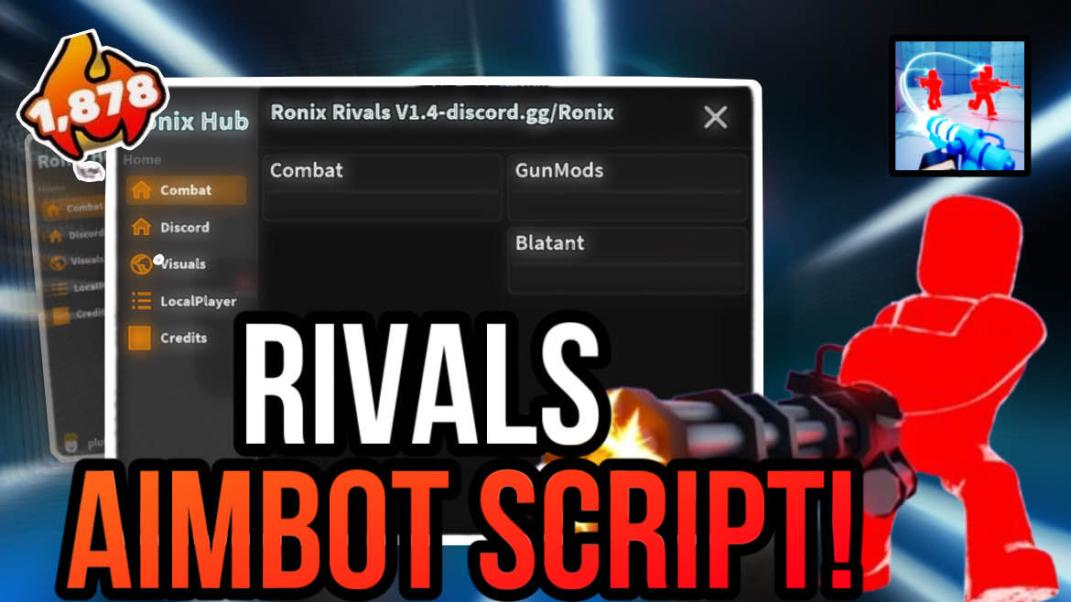 1,878
onix Hub
Ronix Rivals V1.4-discord.gg/Ronix
Home
Combat
Discord
Visuals
LocalPlayer
Credits
Combat
GunMods
Blatant
RIVALS
AIMBOT SCRIPT!